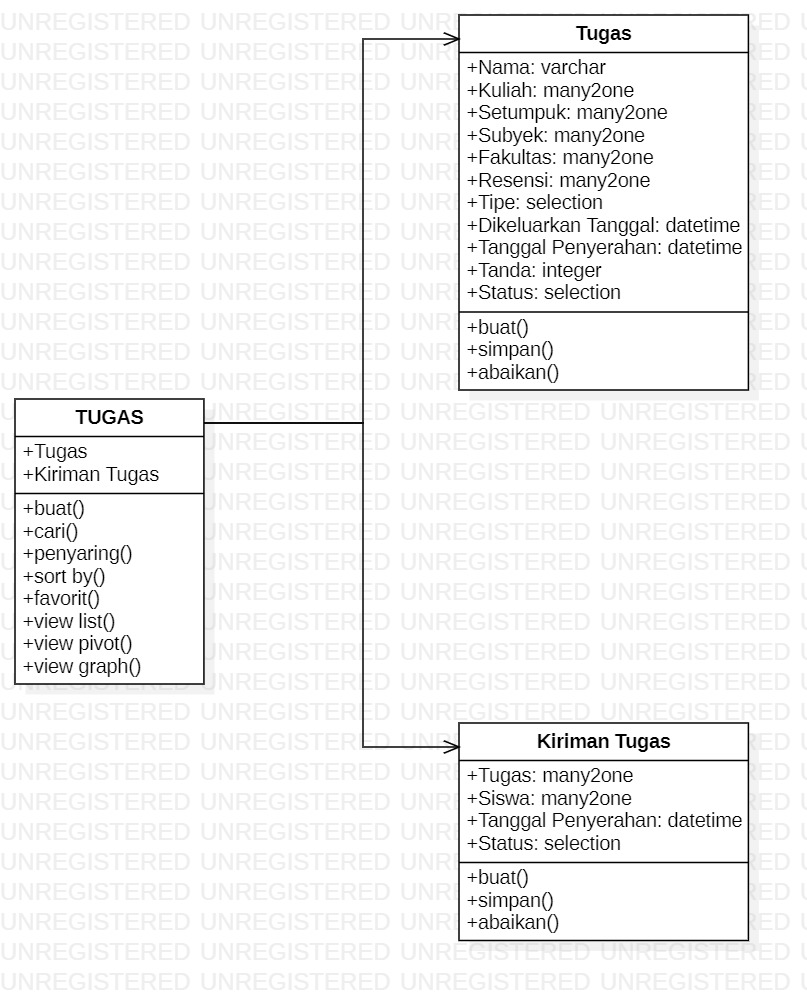 Tugas
+Nama: varchar
+Kuliah: many2one
+Setumpuk: many2one
+Subyek: many2one
+Fakultas: many2one
+Resensi: many2one
+Tipe: selection
+Dikeluarkan Tanggal: datetime
+Tanggal Penyerahan: datetime
+Tanda: integer
+Status: selection
+buat()
+simpan()
+abaikan()
TUGAS
+Tugas
+Kiriman Tugas
+buat()
+cari()
+penyaring()
+sort by()
+favorit()
+view list()
+view pivot()
+view graph()
Kiriman Tugas
+Tugas: many2one
+Siswa: many2one
+Tanggal Penyerahan: datetime
+Status: selection
+buat()
+simpan()
+abaikan()
UNREGISTERED